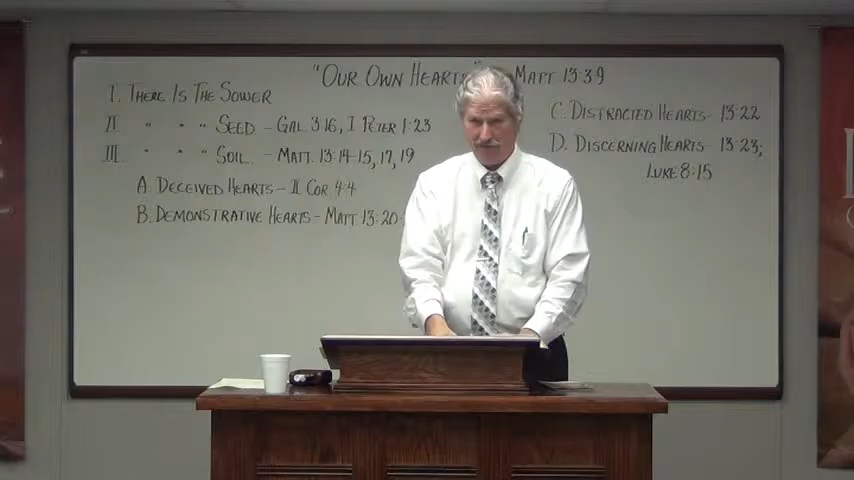 "Our Own Hearts" Matt 13:3-9
I. There Is The Sower
II " " " Seed. - Gal 3:16, I Peter 1:23
III " " " Soil. - Matt. 13:14-15, 17, 19
A. Deceived Hearts - II Cor 4:4
B. Demonstrative Hearts - Matt 13:20-
C. Distracted Hearts - 13:22
D. Discerning Hearts - 13:23;
Luke 8:15